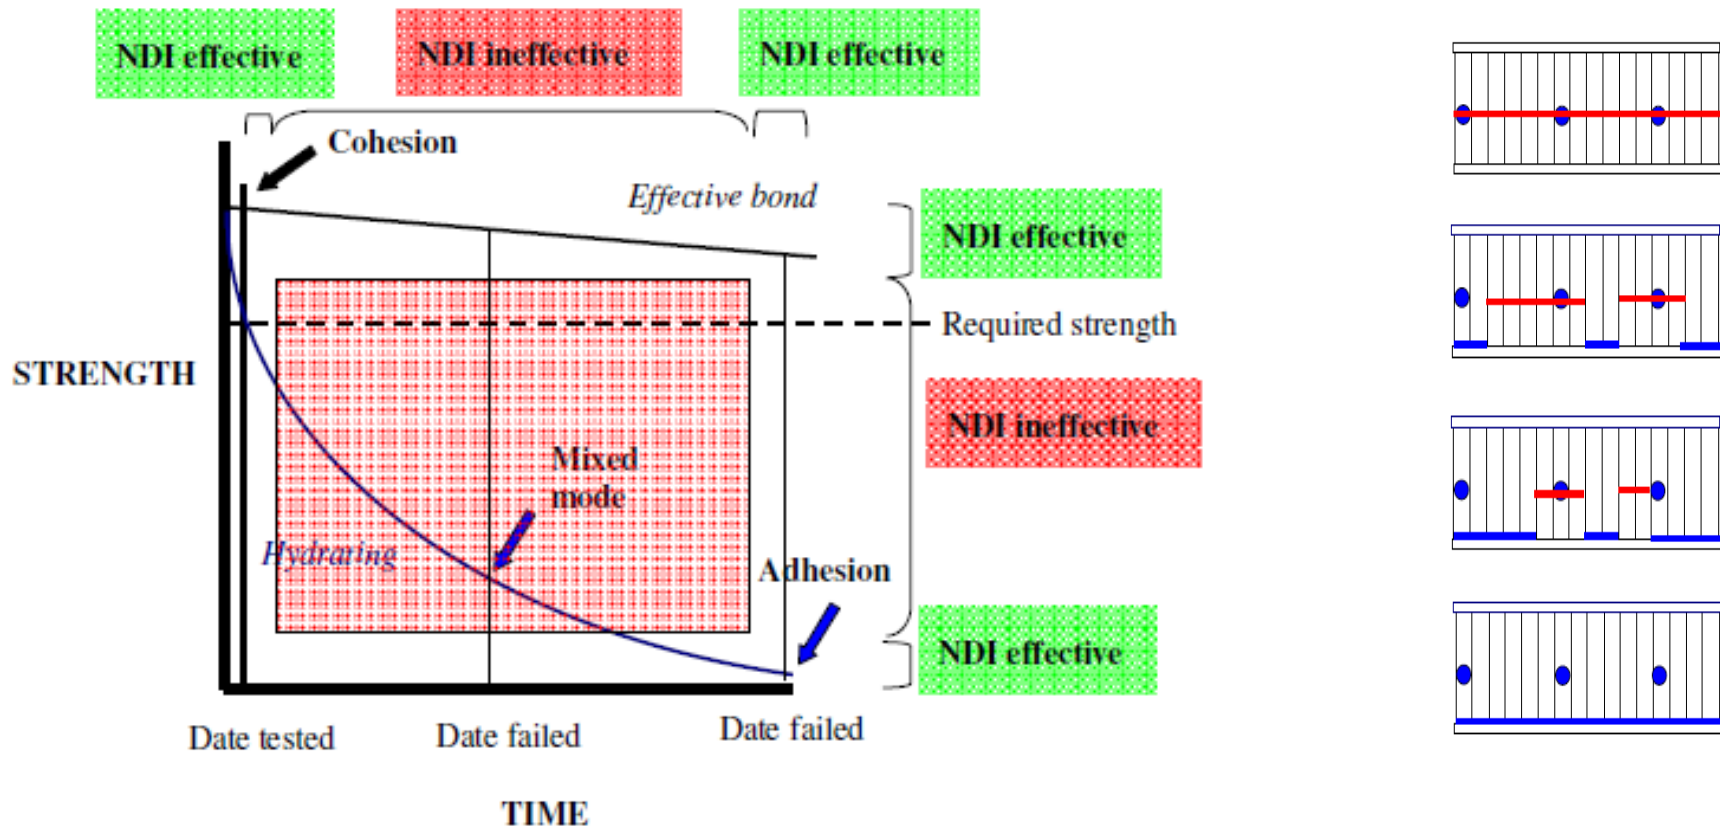 NDI effective
NDI ineffective
NDI effective
Cohesion
Effective bond
NDI effective
Required strength
STRENGTH
NDI ineffective
Mixed
mode
Hydrating
Adhesion
NDI effective
Date tested
Date failed
Date failed
TIME